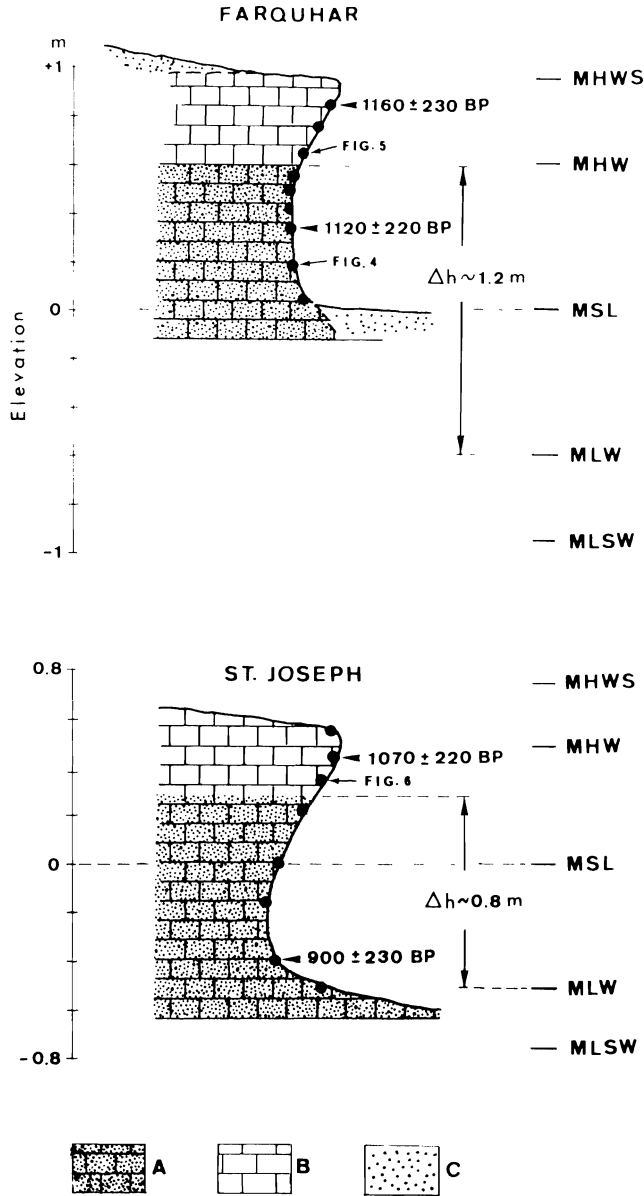 FARQUHAR
m
+1
MHWS
1160 ± 230 BP
FIG. 5
MHW
1120 ± 220 BP
FIG. 4
Δh ~ 1.2 m
0
MSL
Elevation
MLW
MLSW
-1
0.8
ST. JOSEPH
MHWS
MHW
1070 ± 220 BP
FIG. 6
0
MSL
Δh ~ 0.8 m
900 ± 230 BP
MLW
MLSW
-0.8
A
B
C